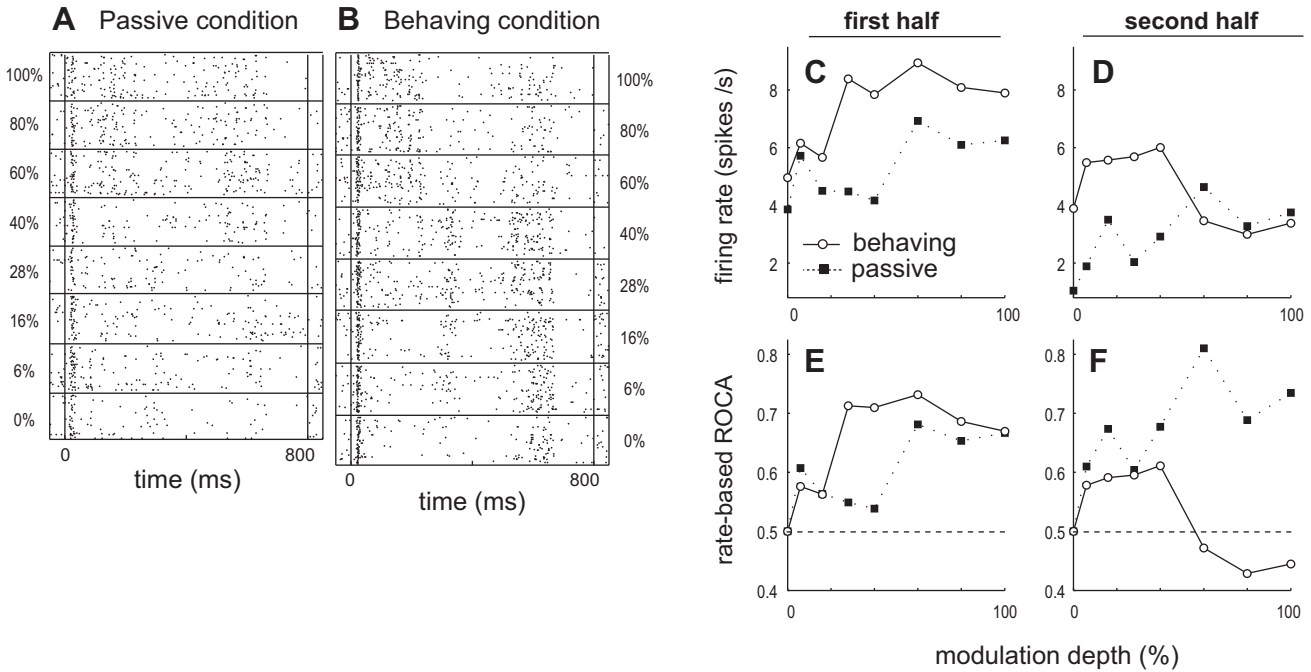 A Passive condition
100%
80%
60%
40%
28%
16%
6%
0%
0 800
time (ms)
B Behaving condition
100%
80%
60%
40%
28%
16%
6%
0%
0 800
time (ms)
first half
second half
C
firing rate (spikes /s)
8
6
4
2
behaving
passive
0 100
D
8
6
4
2
0 100
E
rate-based ROCA
0.8
0.7
0.6
0.5
0.4
0 100
F
0.8
0.7
0.6
0.5
0.4
0 100
modulation depth (%)